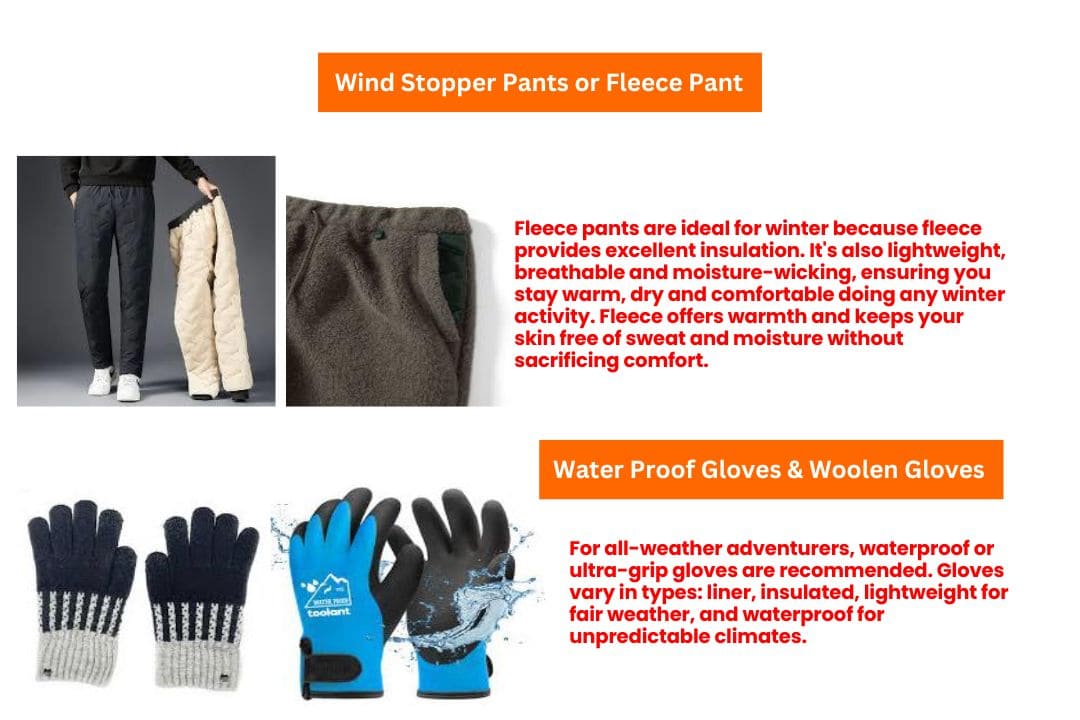 Wind Stopper Pants or Fleece Pant
Fleece pants are ideal for winter because fleece
provides excellent insulation. It's also lightweight,
breathable and moisture-wicking, ensuring you
stay warm, dry and comfortable doing any winter
activity. Fleece offers warmth and keeps your
skin free of sweat and moisture without
sacrificing comfort.
Water Proof Gloves & Woolen Gloves
For all-weather adventurers, waterproof or
ultra-grip gloves are recommended. Gloves
vary in types: liner, insulated, lightweight for
fair weather, and waterproof for
unpredictable climates.
WATER PROOF
toolant